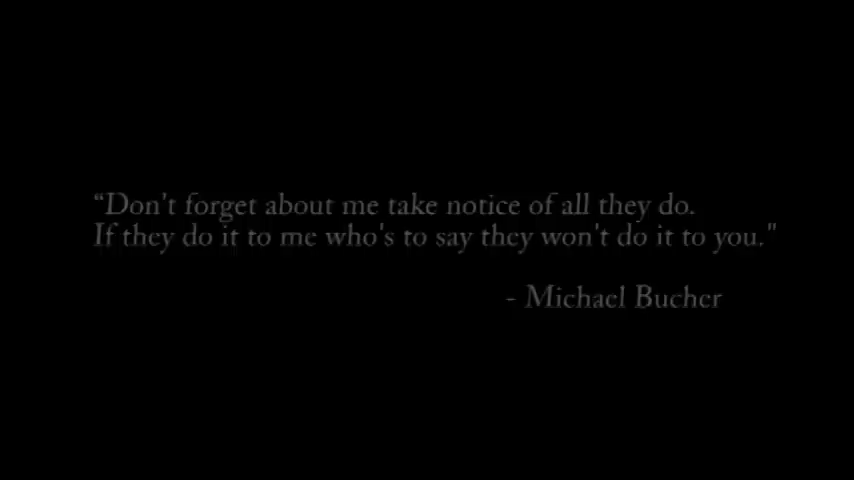 “Don't forget about me take notice of all they do.
If they do it to me who's to say they won't do it to you."
- Michael Bucher